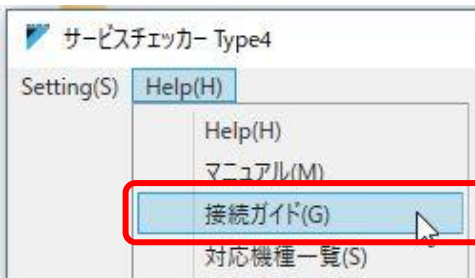 サービスチェッカー Type4
Setting(S) Help(H)
Help(H)
マニュアル(M)
接続ガイド(G)
対応機種一覧(S)